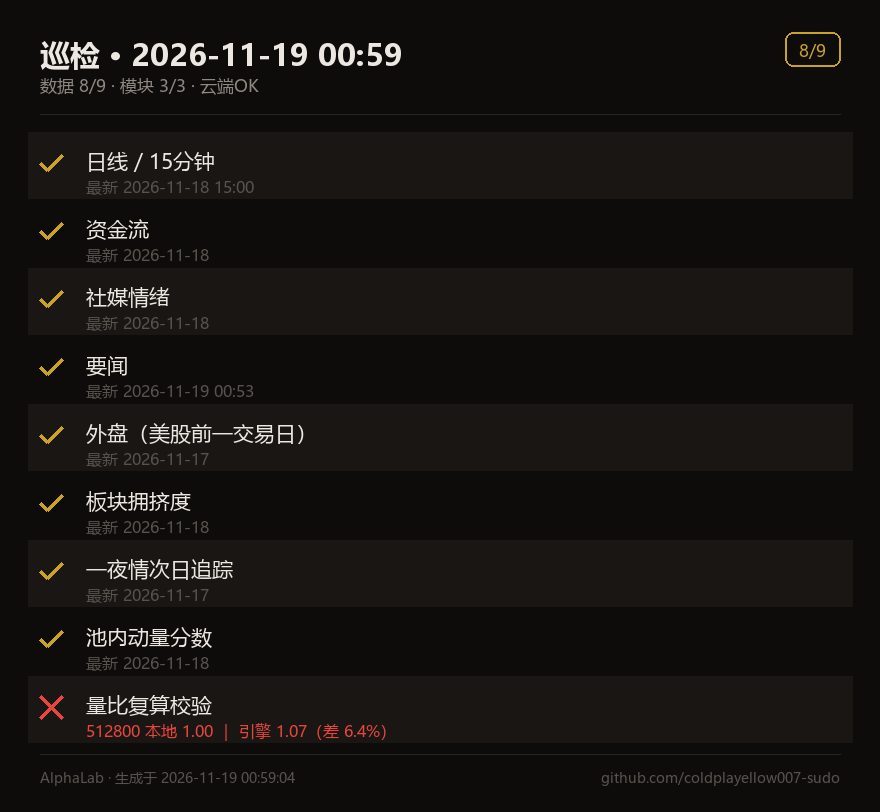 巡检 • 2026-11-19 00:59
8/9
数据 8/9 · 模块 3/3 · 云端OK
日线 / 15分钟
最新 2026-11-18 15:00
资金流
最新 2026-11-18
社媒情绪
最新 2026-11-18
要闻
最新 2026-11-19 00:53
外盘（美股前一交易日）
最新 2026-11-17
板块拥挤度
最新 2026-11-18
一夜情次日追踪
最新 2026-11-17
池内动量分数
最新 2026-11-18
量比复算校验
512800 本地 1.00 ｜ 引擎 1.07（差 6.4%）
AlphaLab · 生成于 2026-11-19 00:59:04
github.com/coldplayellow007-sudo